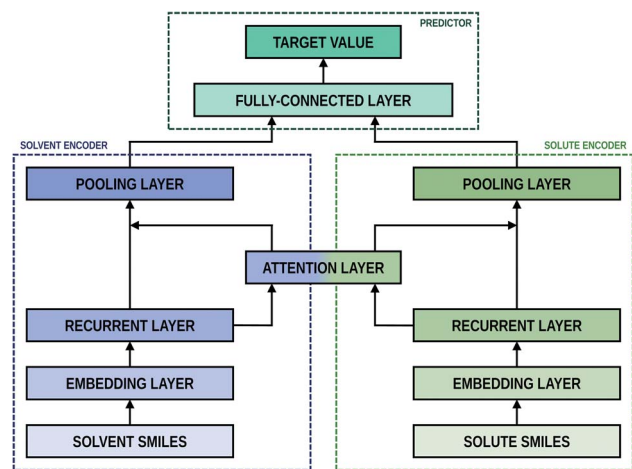 PREDICTOR
TARGET VALUE
FULLY-CONNECTED LAYER
SOLVENT ENCODER
SOLUTE ENCODER
POOLING LAYER
POOLING LAYER
ATTENTION LAYER
RECURRENT LAYER
RECURRENT LAYER
EMBEDDING LAYER
EMBEDDING LAYER
SOLVENT SMILES
SOLUTE SMILES